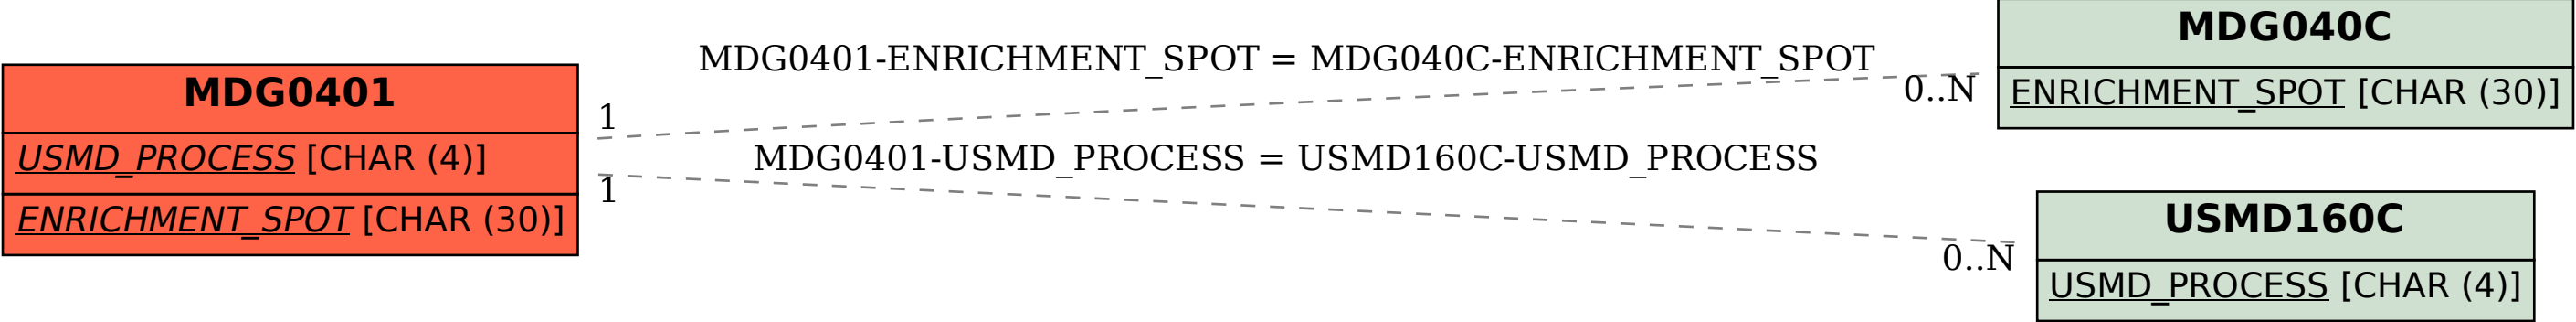 MDG0401
USMD_PROCESS [CHAR (4)]
ENRICHMENT_SPOT [CHAR (30)]
MDG0401-ENRICHMENT_SPOT = MDG040C-ENRICHMENT_SPOT
1
0..N
MDG0401-USMD_PROCESS = USMD160C-USMD_PROCESS
1
0..N
MDG040C
ENRICHMENT_SPOT [CHAR (30)]
USMD160C
USMD_PROCESS [CHAR (4)]